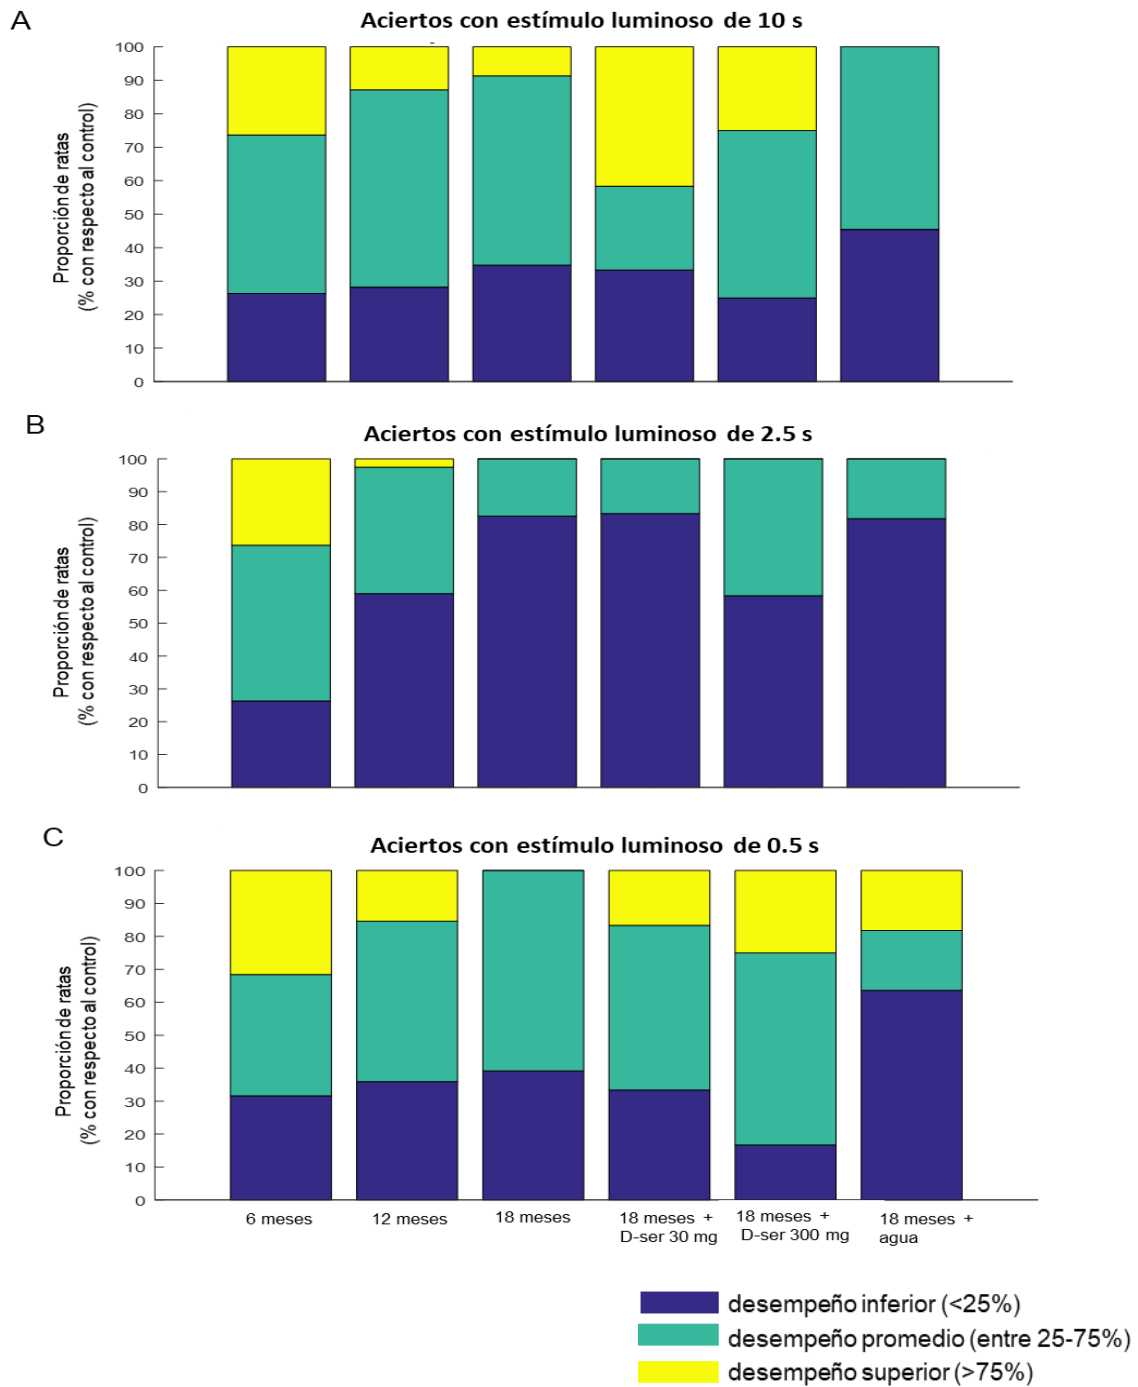 A
Aciertos con estímulo luminoso de 10 s
Proporción de ratas
(% con respecto al control)
100
90
80
70
60
50
40
30
20
10
0
B
Aciertos con estímulo luminoso de 2.5 s
Proporción de ratas
(% con respecto al control)
100
90
80
70
60
50
40
30
20
10
0
C
Aciertos con estímulo luminoso de 0.5 s
Proporción de ratas
(% con respecto al control)
100
90
80
70
60
50
40
30
20
10
0
6 meses
12 meses
18 meses
18 meses +
D-ser 30 mg
18 meses +
D-ser 300 mg
18 meses +
agua
desempeño inferior (<25%)
desempeño promedio (entre 25-75%)
desempeño superior (>75%)